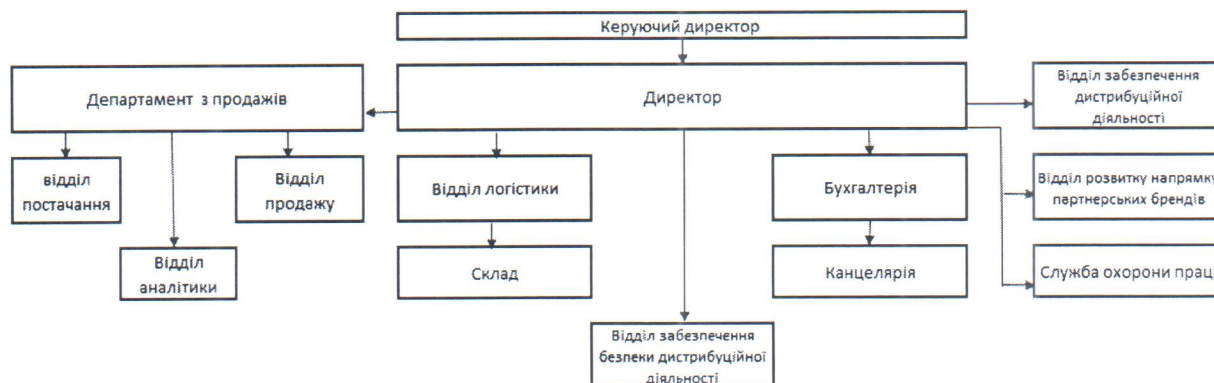 Керуючий директор
Департамент з продажів
Директор
Відділ забезпечення
дистрибуційної
діяльності
відділ
постачання
Відділ
продажу
Відділ логістики
Бухгалтерія
Відділ розвитку напрямку
партнерських брендів
Відділ
аналітики
Склад
Канцелярія
Служба охорони праці
Відділ забезпечення
безпеки дистрибуційної
діяльності